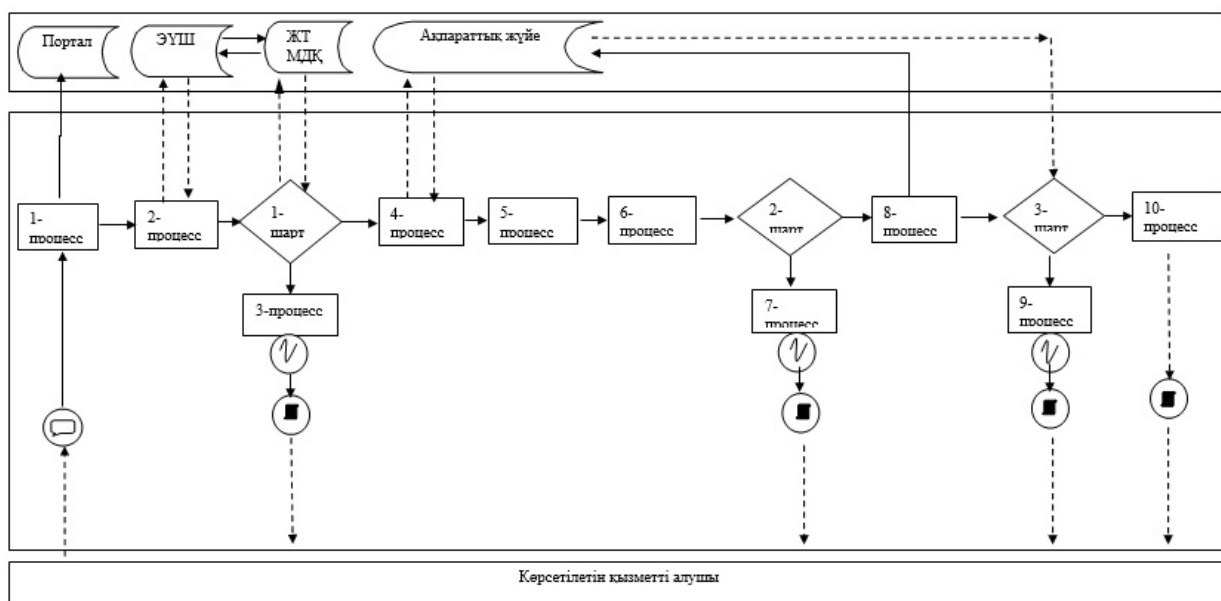 Портал
ЭҮШ
ЖТ
МДҚ
Ақпараттық жүйе
1-
процесс
2-
процесс
1-
шарт
4-
процесс
5-
процесс
6-
процесс
2-
шарт
8-
процесс
3-
шарт
10-
процесс
3-процесс
7-
процесс
9-
процесс
Көрсетілетін қызметті алушы